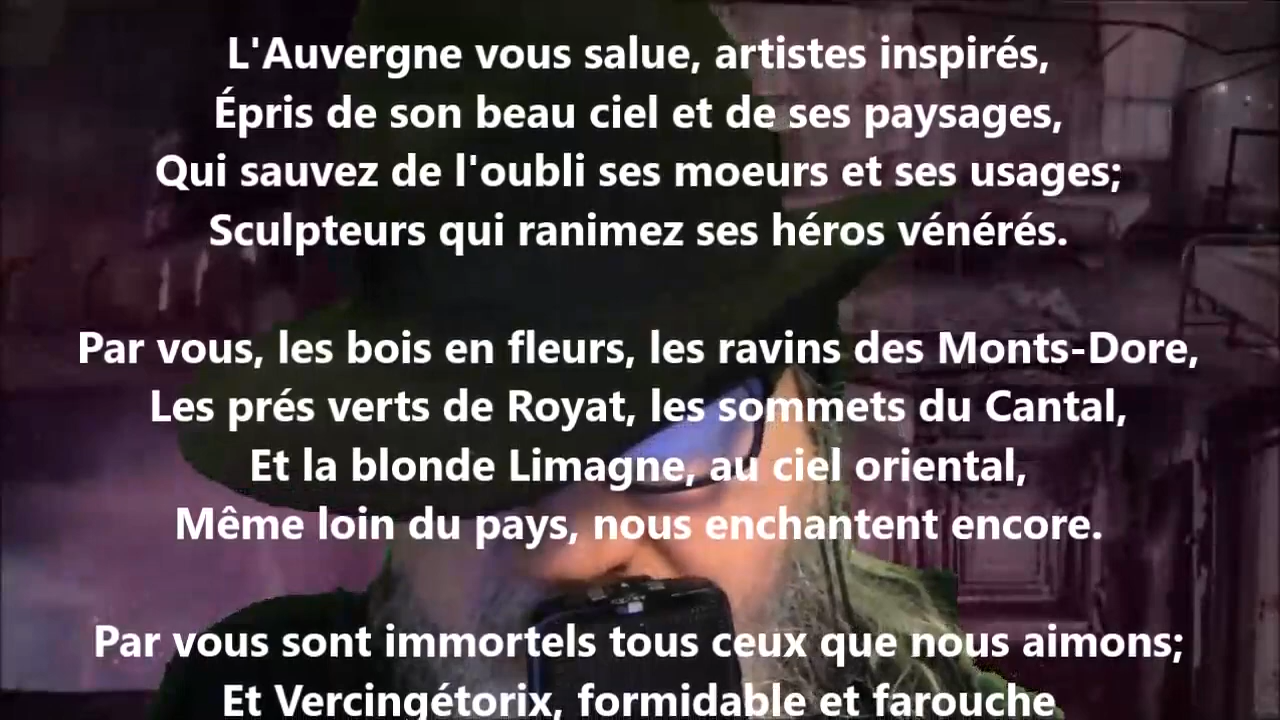 L'Auvergne vous salue, artistes inspirés,
Épris de son beau ciel et de ses paysages,
Qui sauvez de l'oubli ses moeurs et ses usages;
Sculpteurs qui ranimez ses héros vénérés.
Par vous, les bois en fleurs, les ravins des Monts-Dore,
Les prés verts de Royat, les sommets du Cantal,
Et la blonde Limagne, au ciel oriental,
Même loin du pays, nous enchantent encore.
Par vous sont immortels tous ceux que nous aimons;
Et Vercingétorix, formidable et farouche